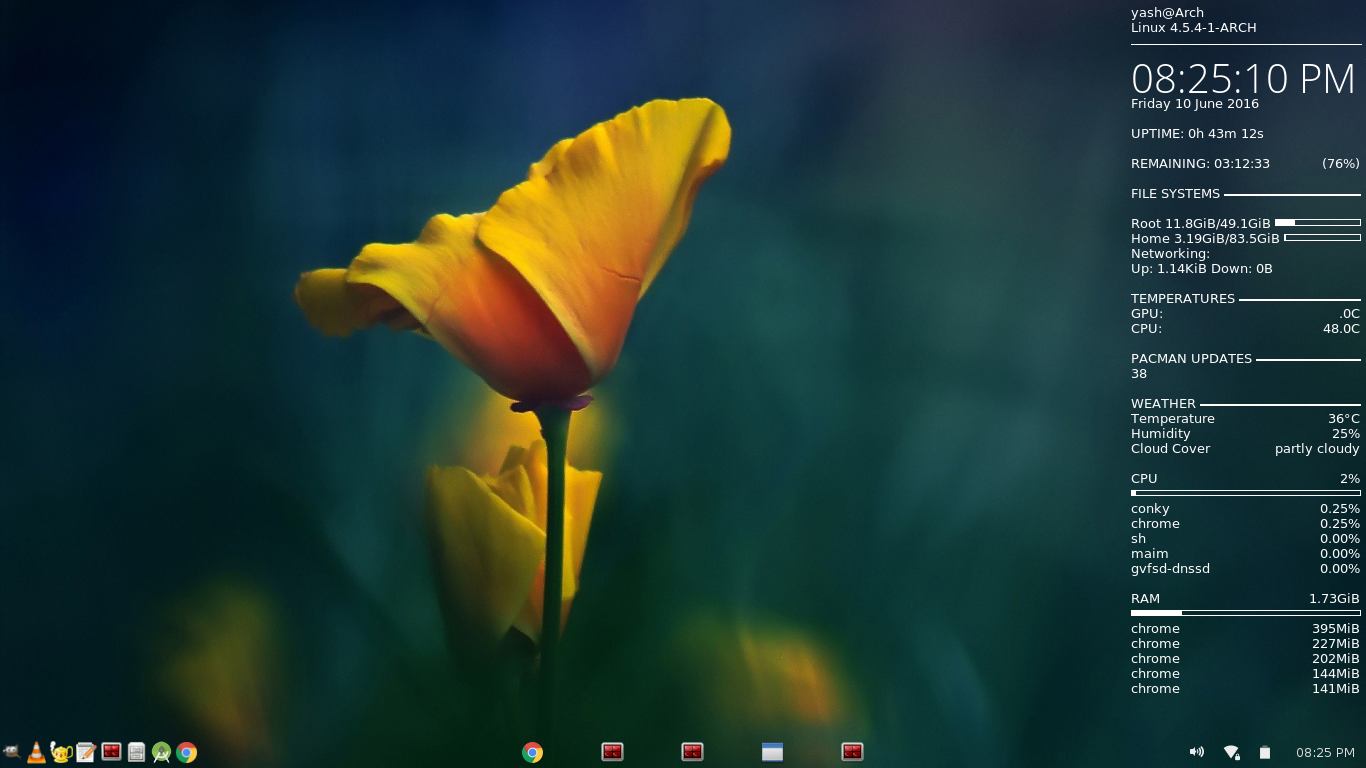 yash@Arch
Linux 4.5.4-1-ARCH
08:25:10 PM
Friday 10 June 2016
UPTIME: 0h 43m 12s
REMAINING: 03:12:33 (76%)
FILE SYSTEMS
Root 11.8GiB/49.1GiB
Home 3.19GiB/83.5GiB
Networking:
Up: 1.14KiB Down: 0B
TEMPERATURES
GPU: .0C
CPU: 48.0C
PACMAN UPDATES
38
WEATHER
Temperature 36°C
Humidity 25%
Cloud Cover partly cloudy
CPU 2%
conky 0.25%
chrome 0.25%
sh 0.00%
maim 0.00%
gvfsd-dnssd 0.00%
RAM 1.73GiB
chrome 395MiB
chrome 227MiB
chrome 202MiB
chrome 144MiB
chrome 141MiB
08:25 PM